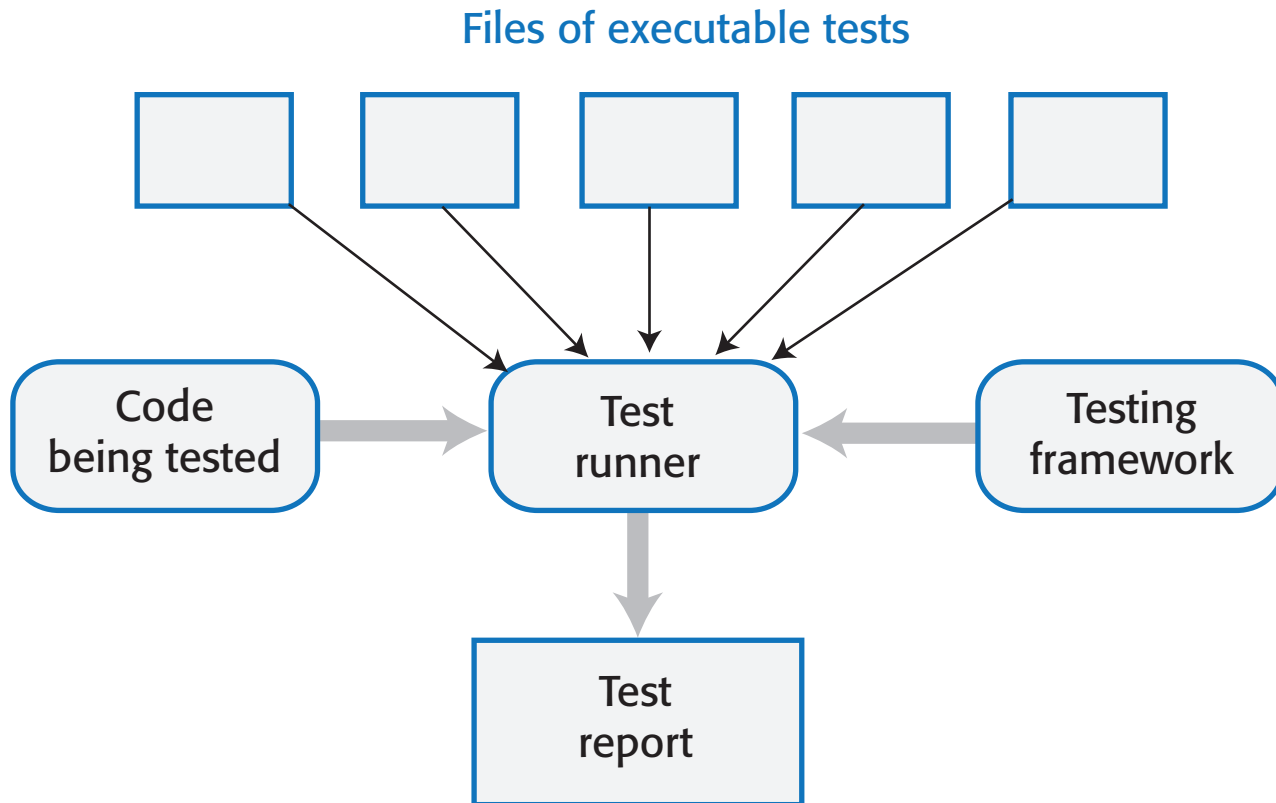 Files of executable tests
Code
being tested
Test
runner
Testing
framework
Test
report